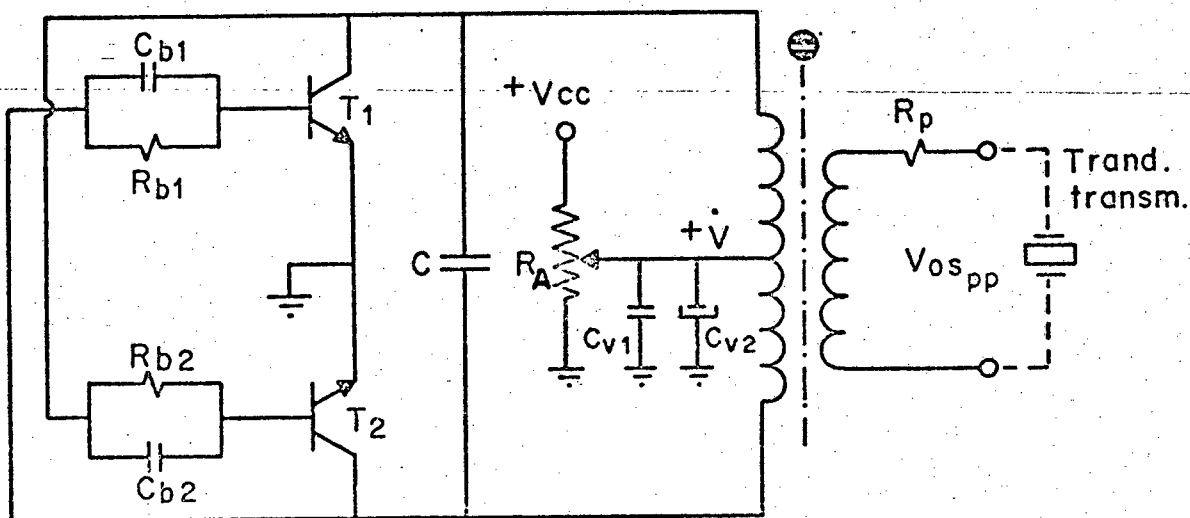 Cb1
T1
Rb1
+Vcc
Rp
Trand.
transm.
+V̇
C
RA
Vospp
Cv1
Cv2
Rb2
T2
Cb2